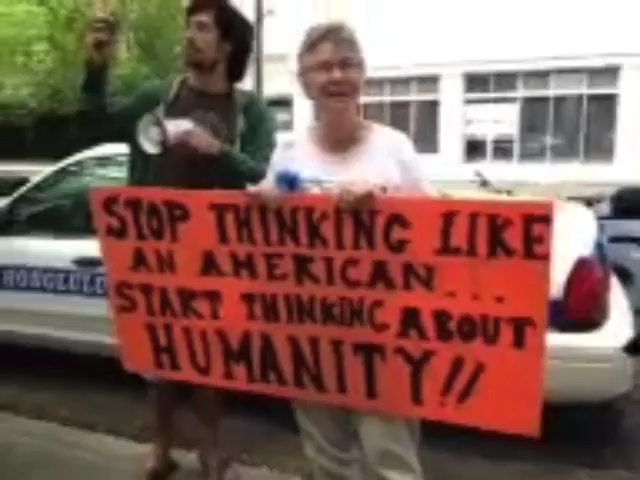 STOP THINKING LIKE
AN AMERICAN...
START THINKING ABOUT
HUMANITY!!
HONOLULU